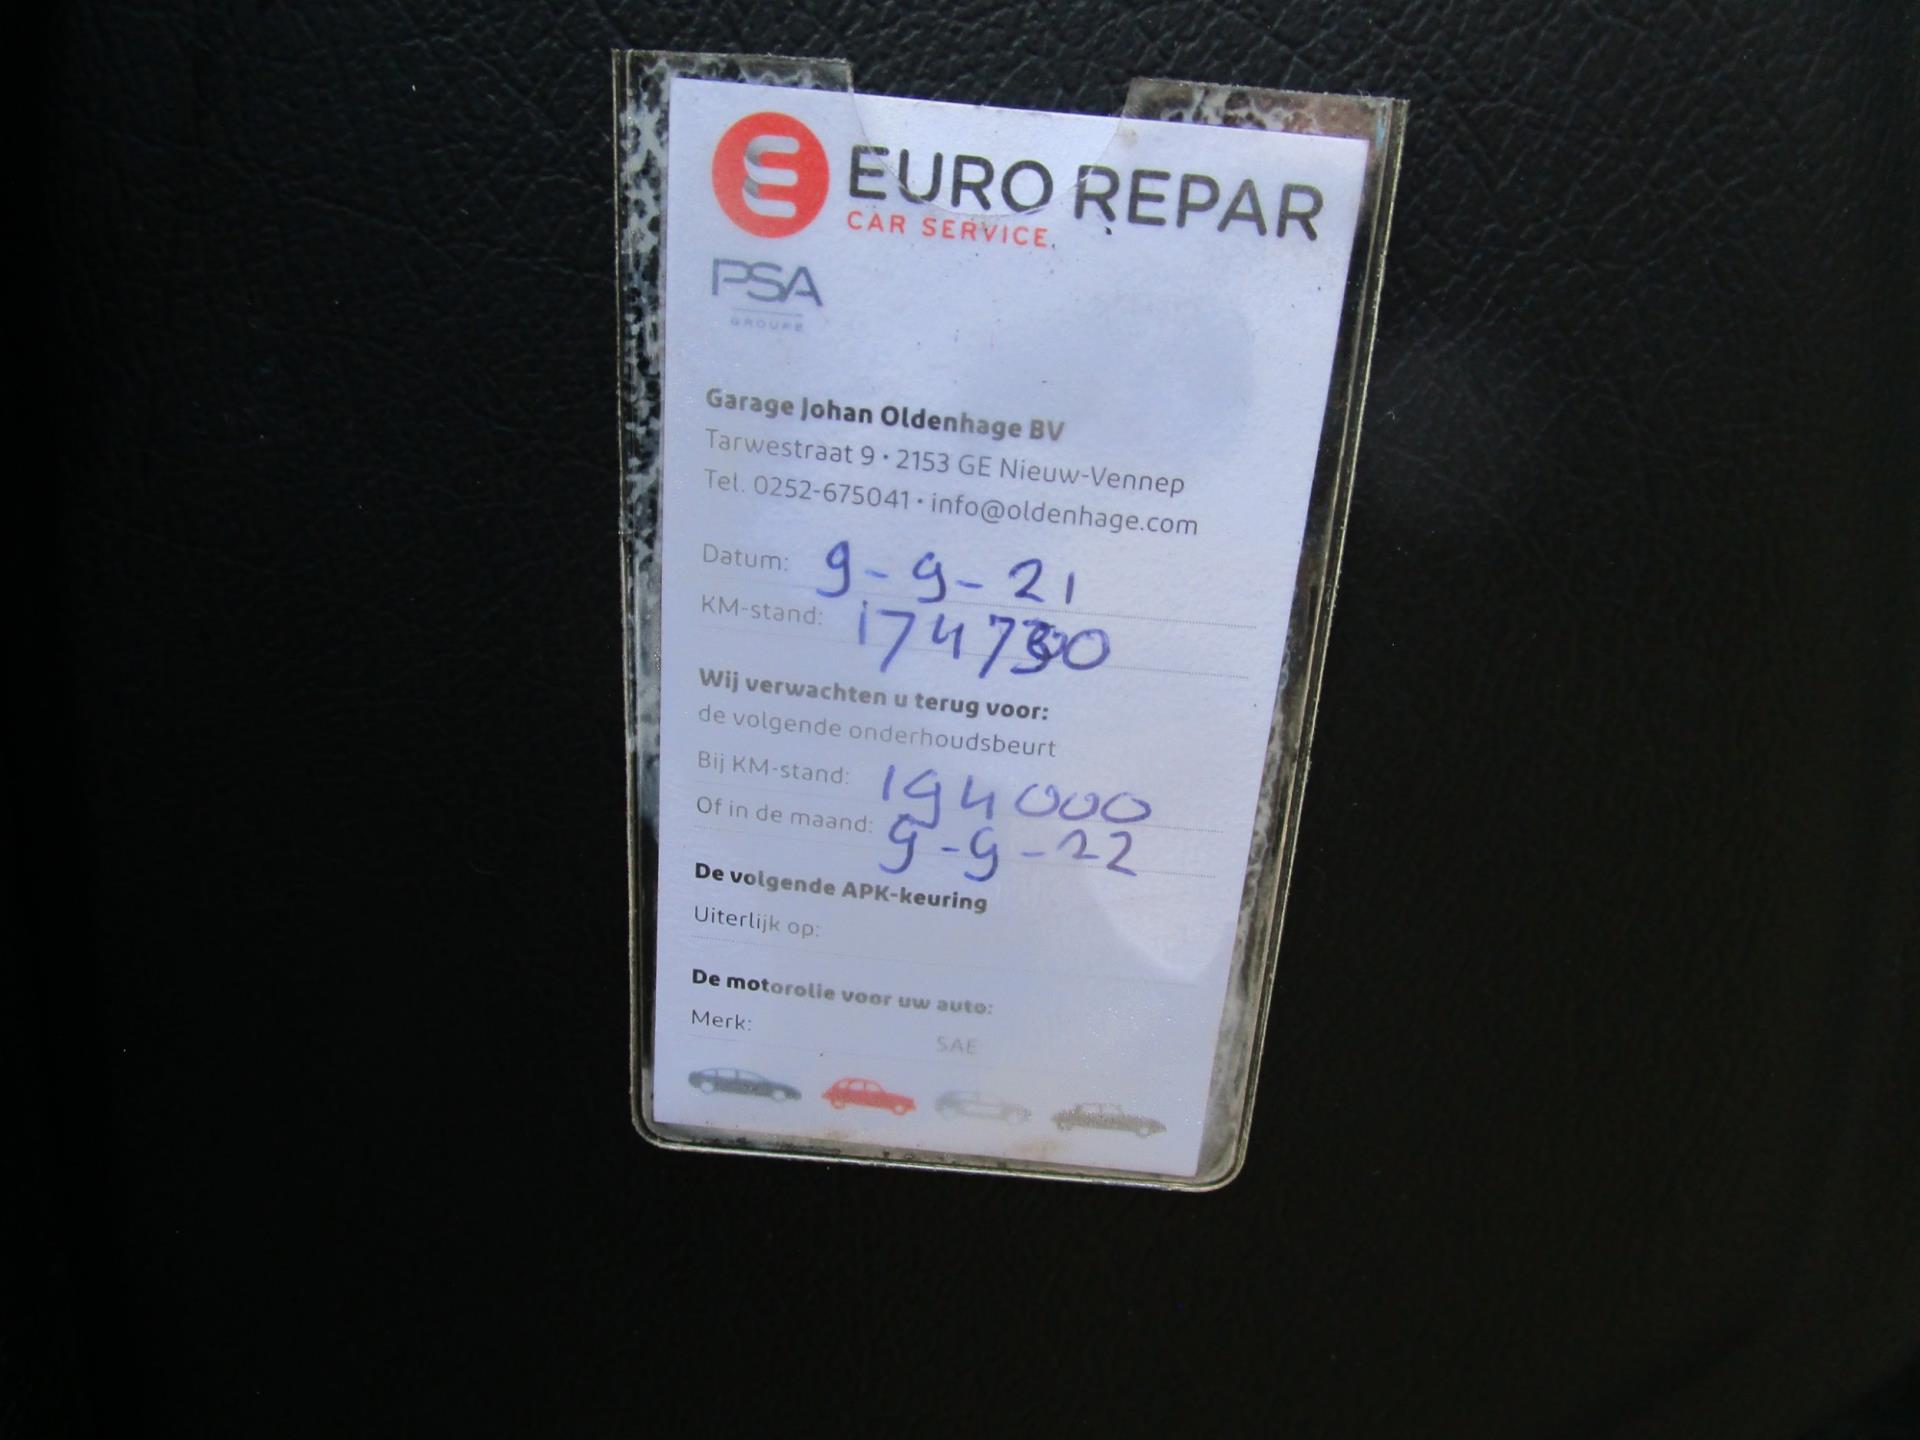 EURO REPAR
CAR SERVICE
PSA
GROUPE
Garage Johan Oldenhage BV
Tarwestraat 9 • 2153 GE Nieuw-Vennep
Tel. 0252-675041 • info@oldenhage.com
Datum: 9-9-21
KM-stand:
Wij verwachten u terug voor:
de volgende onderhoudsbeurt
Bij KM-stand: 194000
Of in de maand: 9-9-22
De volgende APK-keuring
Uiterlijk op:
De motorolie voor uw auto:
Merk: SAE